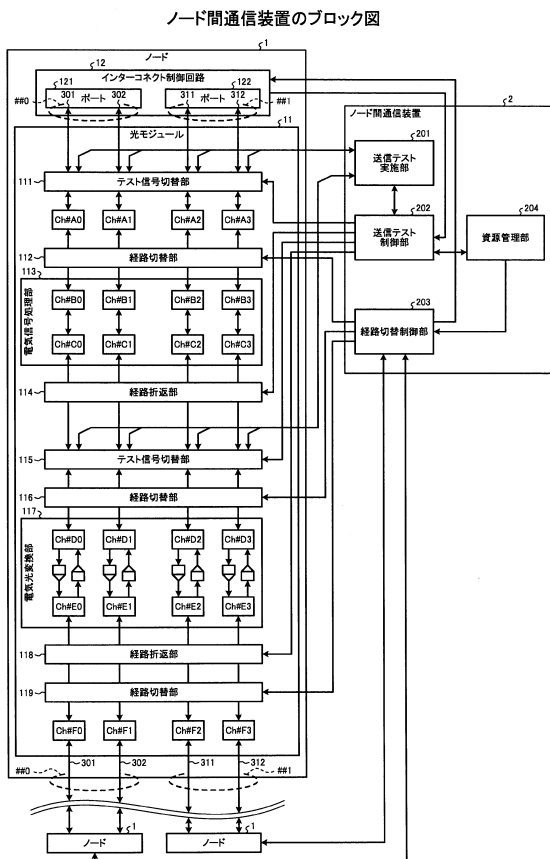 ノード間通信装置のブロック図
1
ノード
12
インターコネクト制御回路
121
122
##0
301
ポート
302
311
ポート
312
##1
11
光モジュール
2
ノード間通信装置
201
送信テスト
実施部
111
テスト信号切替部
202
送信テスト
制御部
204
資源管理部
Ch#A0
Ch#A1
Ch#A2
Ch#A3
112
経路切替部
113
電気信号処理部
Ch#B0
Ch#B1
Ch#B2
Ch#B3
203
経路切替制御部
Ch#C0
Ch#C1
Ch#C2
Ch#C3
114
経路折返部
115
テスト信号切替部
116
経路切替部
117
電気光変換部
Ch#D0
Ch#D1
Ch#D2
Ch#D3
Ch#E0
Ch#E1
Ch#E2
Ch#E3
118
経路折返部
119
経路切替部
Ch#F0
Ch#F1
Ch#F2
Ch#F3
301
302
311
312
##0
##1
1
ノード
1
ノード